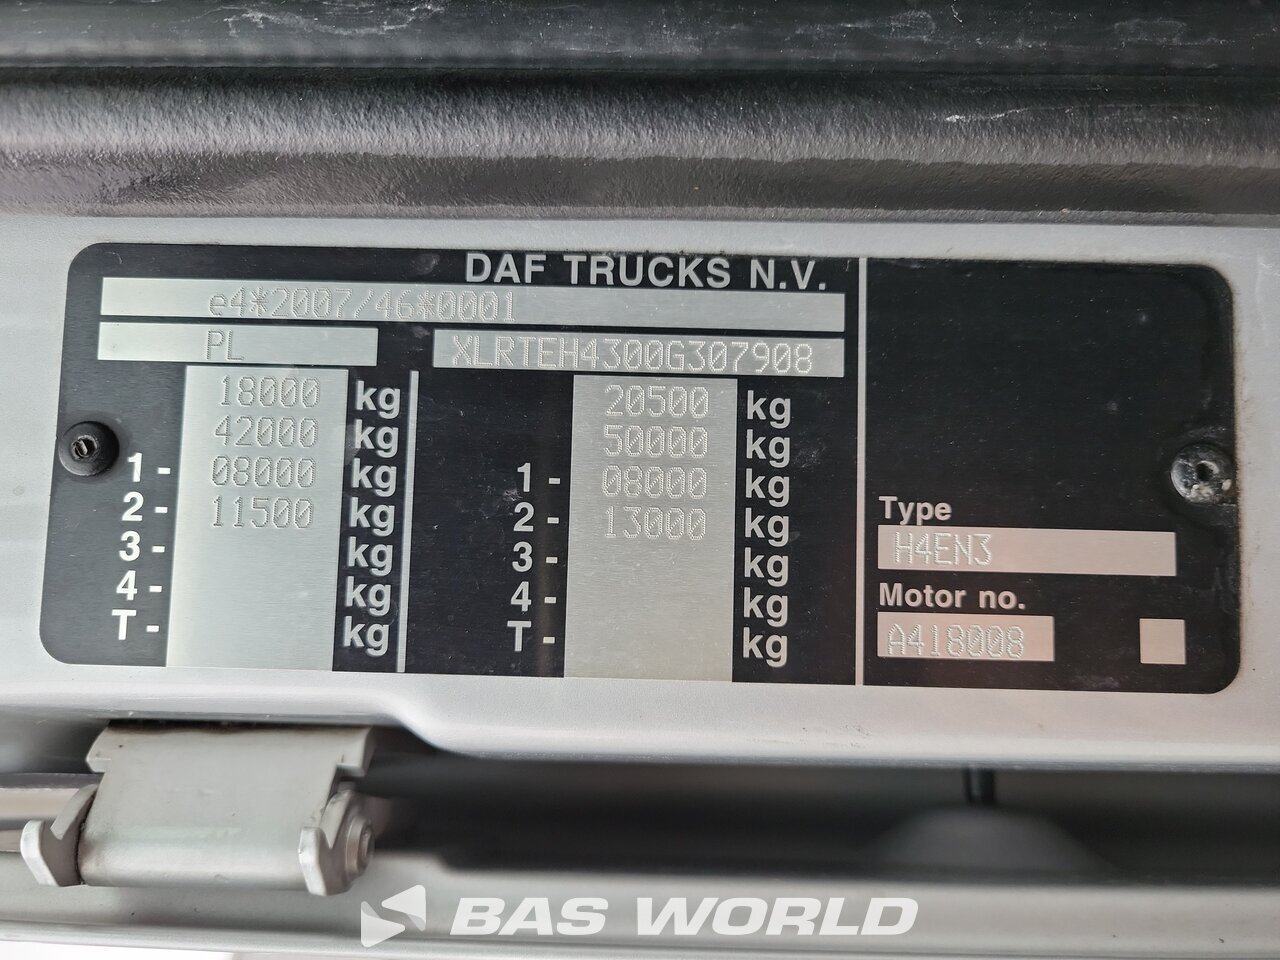 DAF TRUCKS N.V.
e4*2007/46*0001
PL XLRTEH4300G307908
18000 kg 20500 kg
42000 kg 50000 kg
1- 08000 kg 1- 08000 kg
2- 11500 kg 2- 13000 kg
3- kg 3- kg
4- kg 4- kg
T- kg T- kg
Type
H4EN3
Motor no.
A418008
BAS WORLD